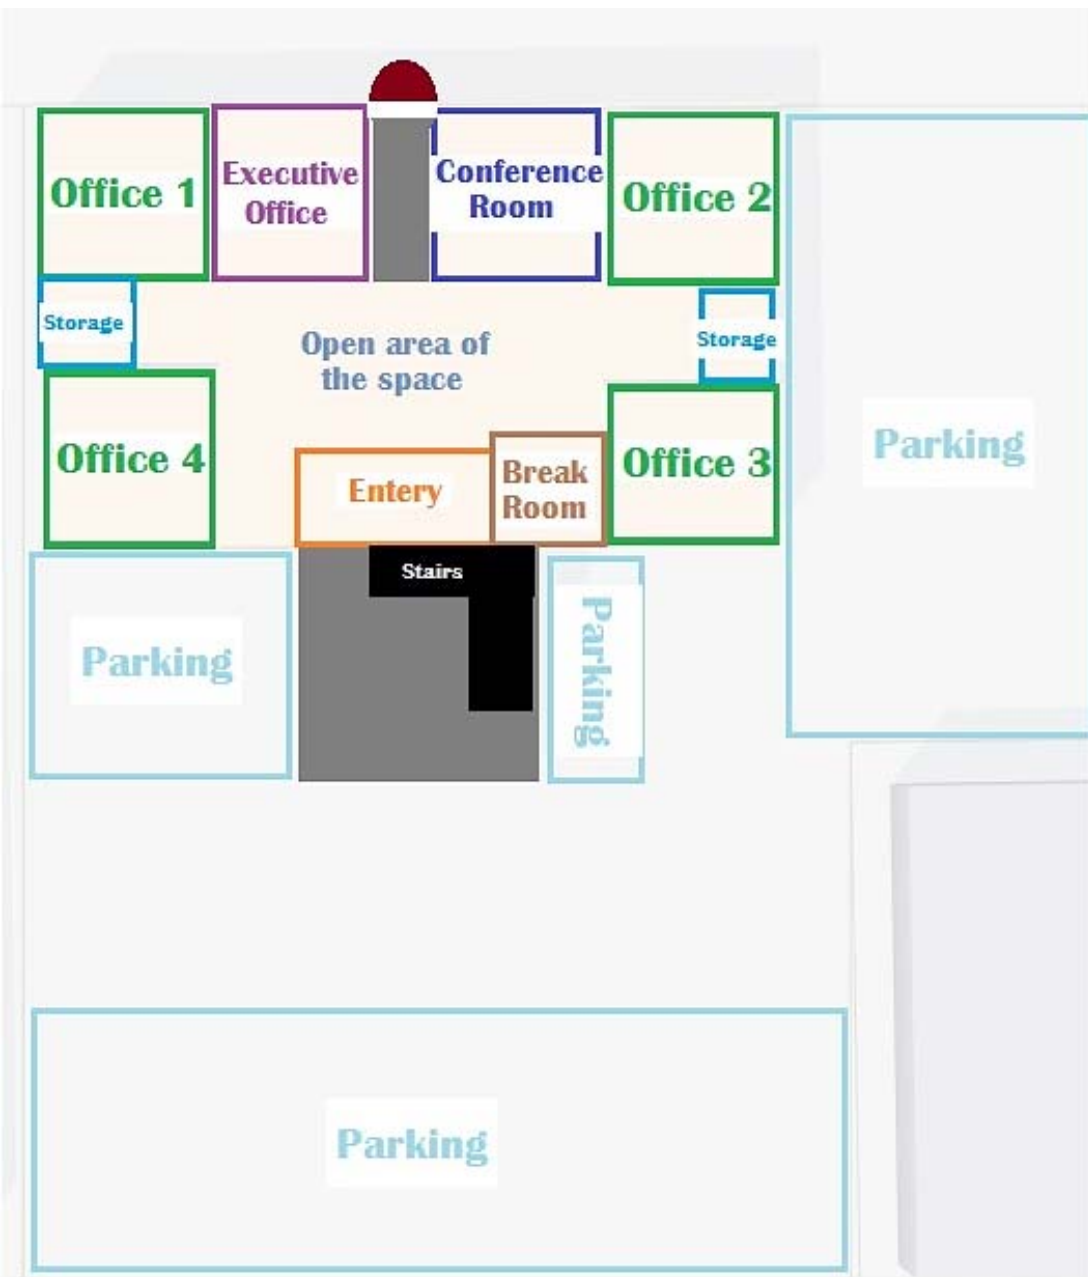 Office 1
Executive
Office
Conference
Room
Office 2
Storage
Open area of
the space
Storage
Office 4
Entery
Break
Room
Office 3
Parking
Stairs
Parking
Parking
Parking